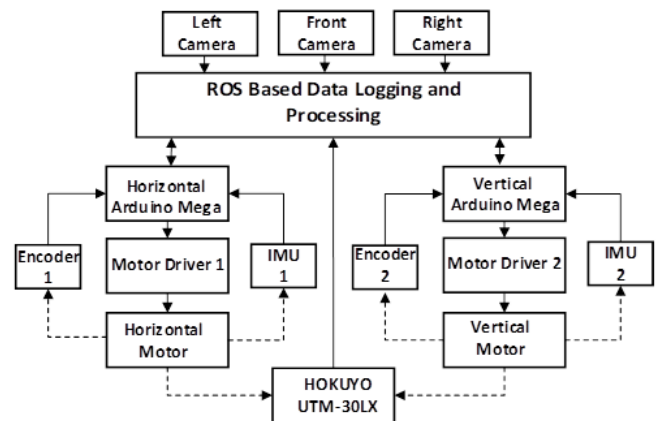 Left
Camera
Front
Camera
Right
Camera
ROS Based Data Logging and
Processing
Horizontal
Arduino Mega
Vertical
Arduino Mega
Encoder
1
Motor Driver 1
IMU
1
Encoder
2
Motor Driver 2
IMU
2
Horizontal
Motor
Vertical
Motor
HOKUYO
UTM-30LX